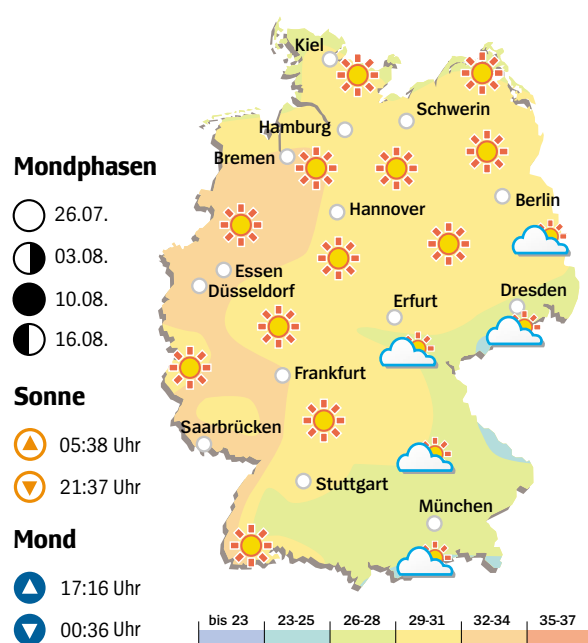 Mondphasen
26.07.
03.08.
10.08.
16.08.
Sonne
05:38 Uhr
21:37 Uhr
Mond
17:16 Uhr
00:36 Uhr
Kiel
Schwerin
Hamburg
Bremen
Berlin
Hannover
Essen
Düsseldorf
Erfurt
Dresden
Frankfurt
Saarbrücken
Stuttgart
München
bis 23 23-25 26-28 29-31 32-34 35-37